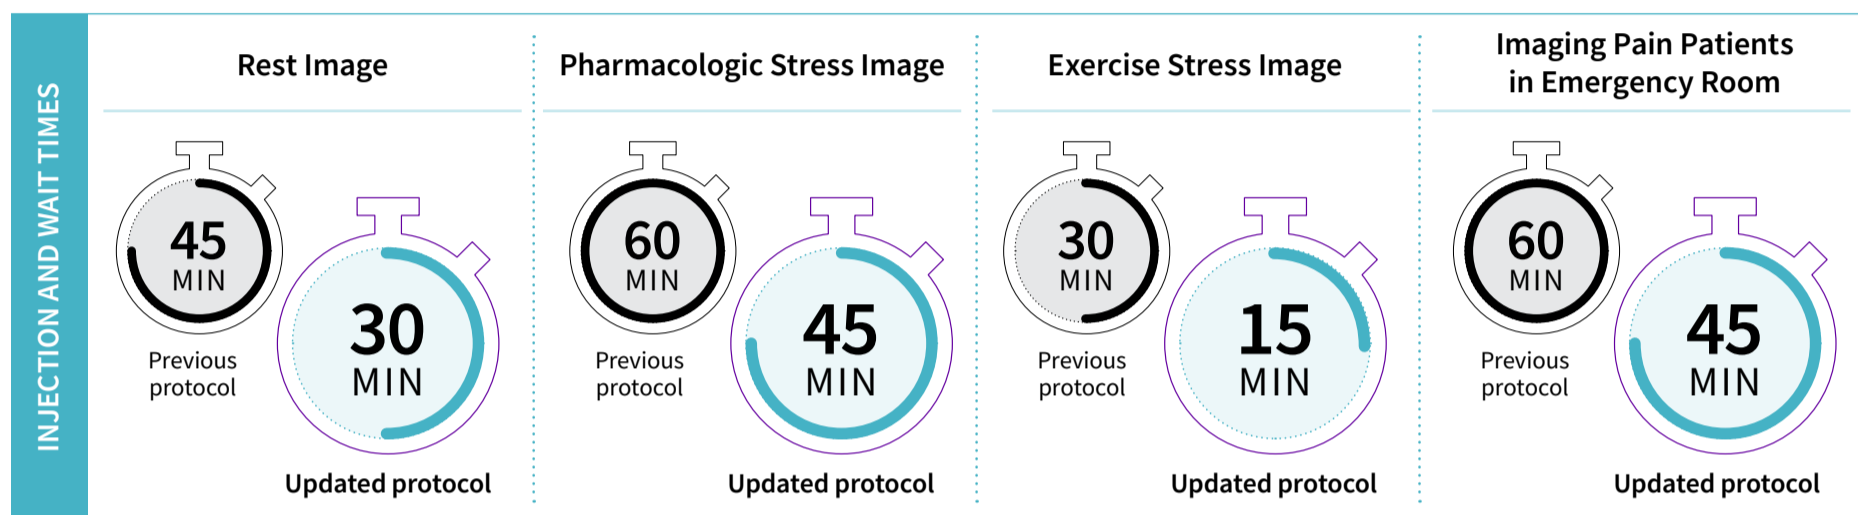 INJECTION AND WAIT TIMES
Rest Image
45
MIN
Previous
protocol
30
MIN
Updated protocol
Pharmacologic Stress Image
60
MIN
Previous
protocol
45
MIN
Updated protocol
Exercise Stress Image
30
MIN
Previous
protocol
15
MIN
Updated protocol
Imaging Pain Patients
in Emergency Room
60
MIN
Previous
protocol
45
MIN
Updated protocol